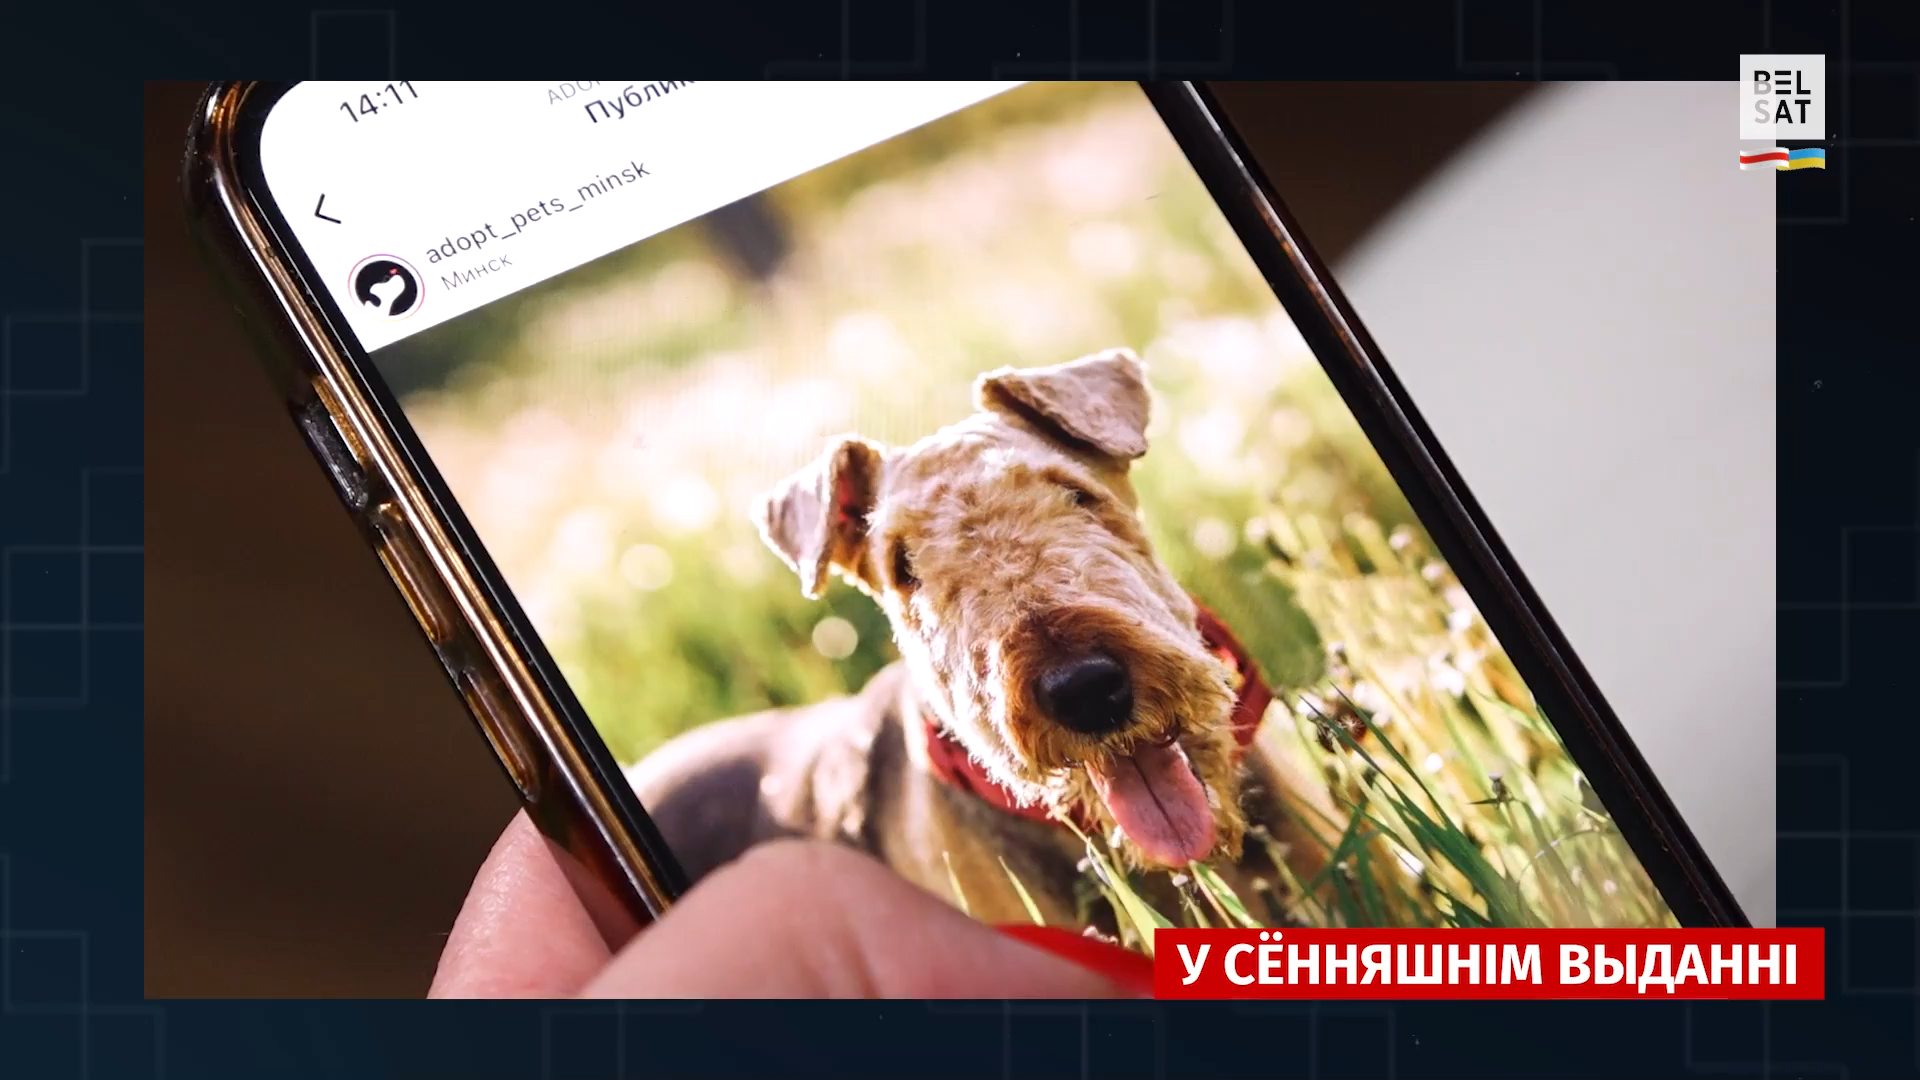 14:11
Публик
adopt_pets_minsk
Минск
BEL
SAT
У СЁННЯШНІМ ВЫДАННІ